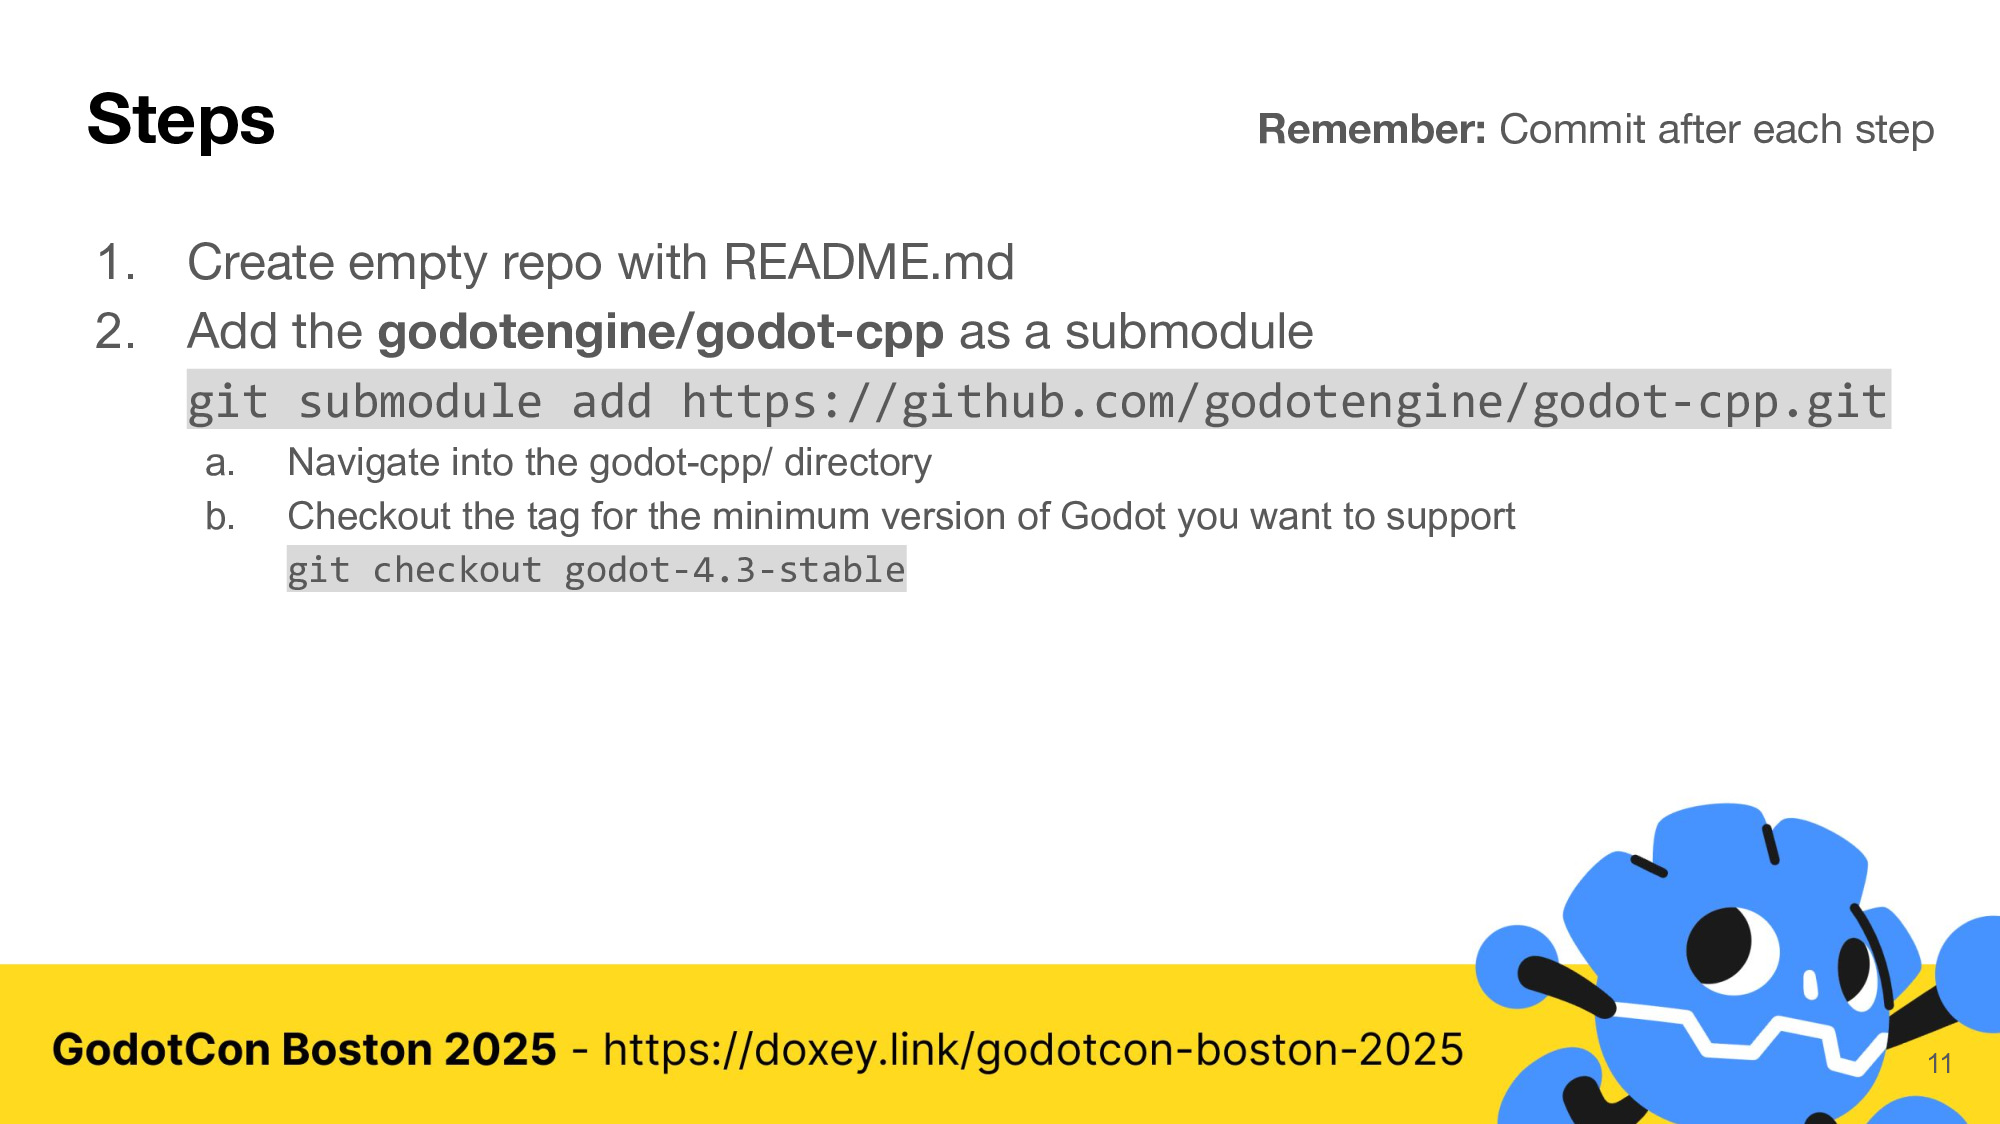 Steps
Remember: Commit after each step
1. Create empty repo with README.md
2. Add the godotengine/godot-cpp as a submodule
git submodule add https://github.com/godotengine/godot-cpp.git
a. Navigate into the godot-cpp/ directory
b. Checkout the tag for the minimum version of Godot you want to support
git checkout godot-4.3-stable
GodotCon Boston 2025 - https://doxey.link/godotcon-boston-2025
11